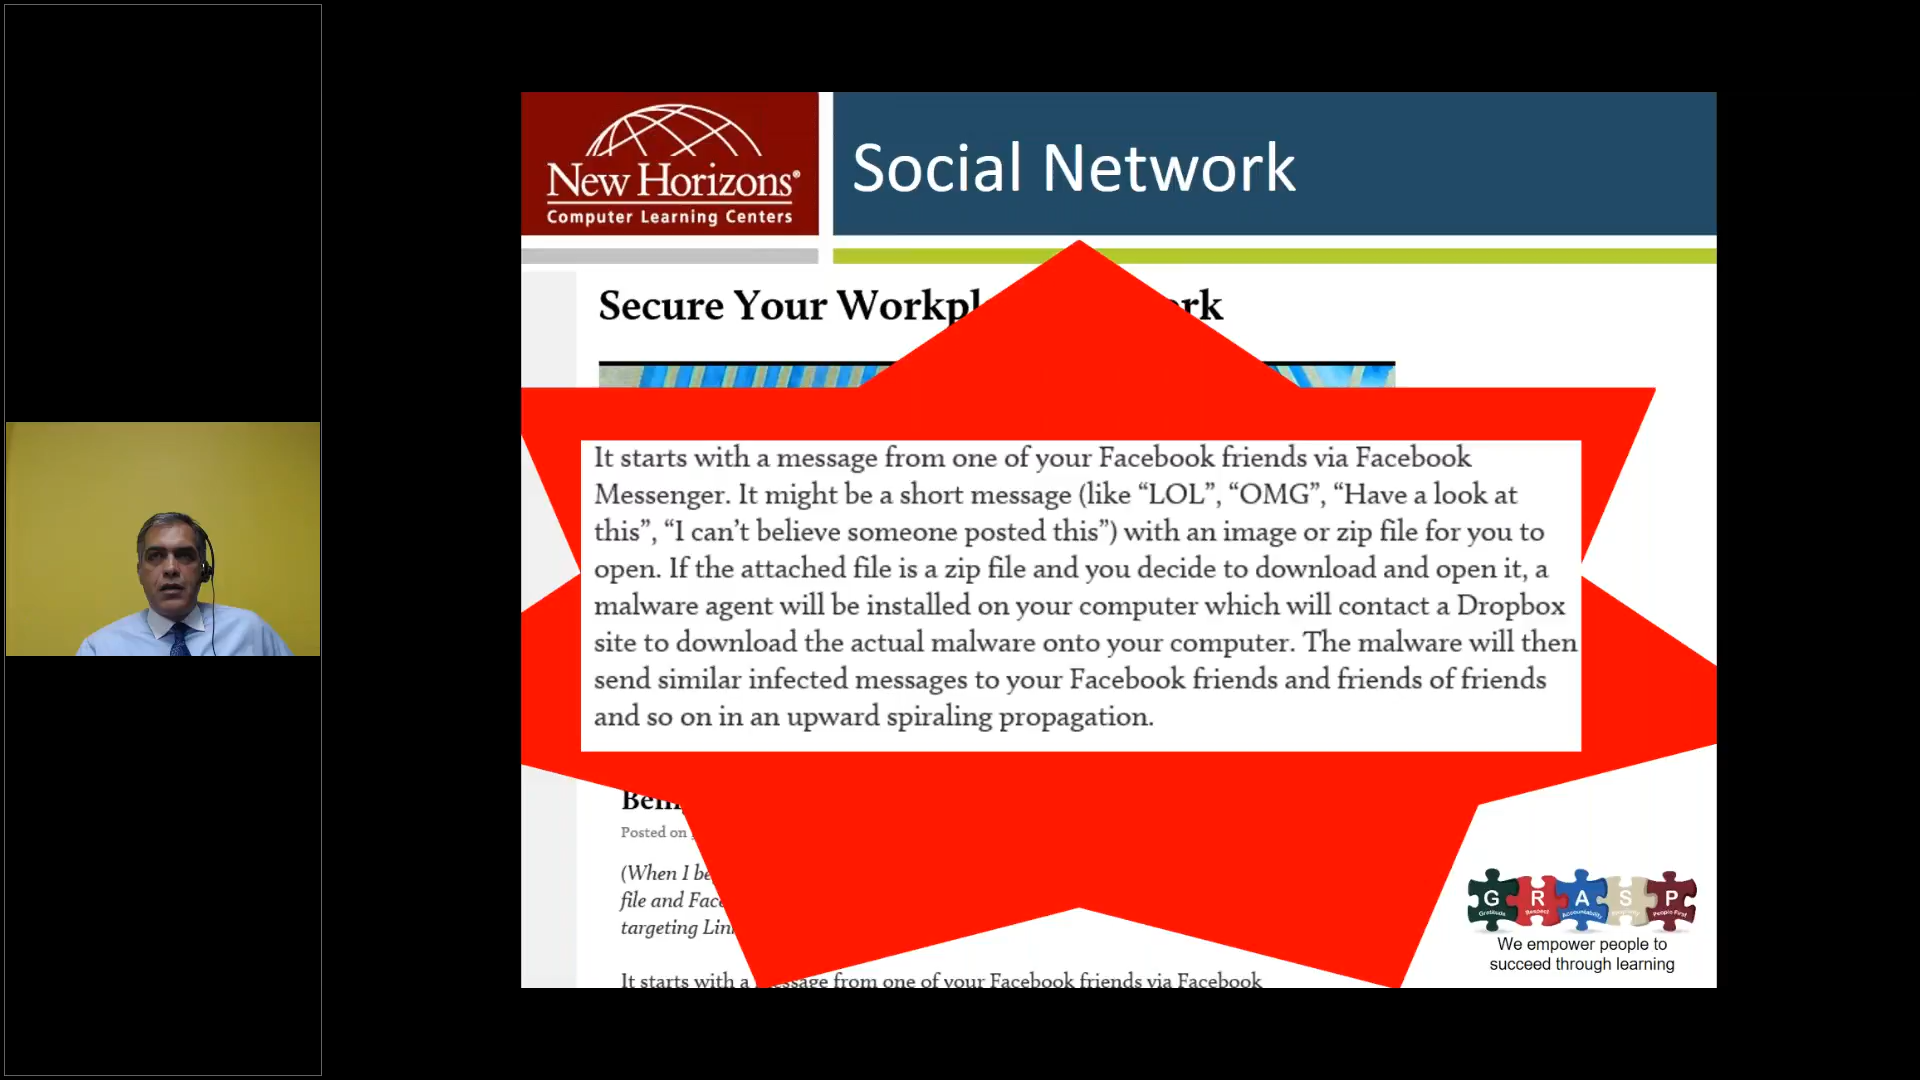 New Horizons®
Computer Learning Centers
Social Network
Secure Your
It starts with a message from one of your Facebook friends via Facebook
Messenger. It might be a short message (like “LOL”, “OMG”, “Have a look at
this”, “I can’t believe someone posted this”) with an image or zip file for you to
open. If the attached file is a zip file and you decide to download and open it, a
malware agent will be installed on your computer which will contact a Dropbox
site to download the actual malware onto your computer. The malware will then
send similar infected messages to your Facebook friends and friends of friends
and so on in an upward spiraling propagation.
Posted on
(When I
file and
targeting
It starts with a message from one of your Facebook friends via Facebook
G R A S P
Gratitude Respect Accountability People First
We empower people to
succeed through learning